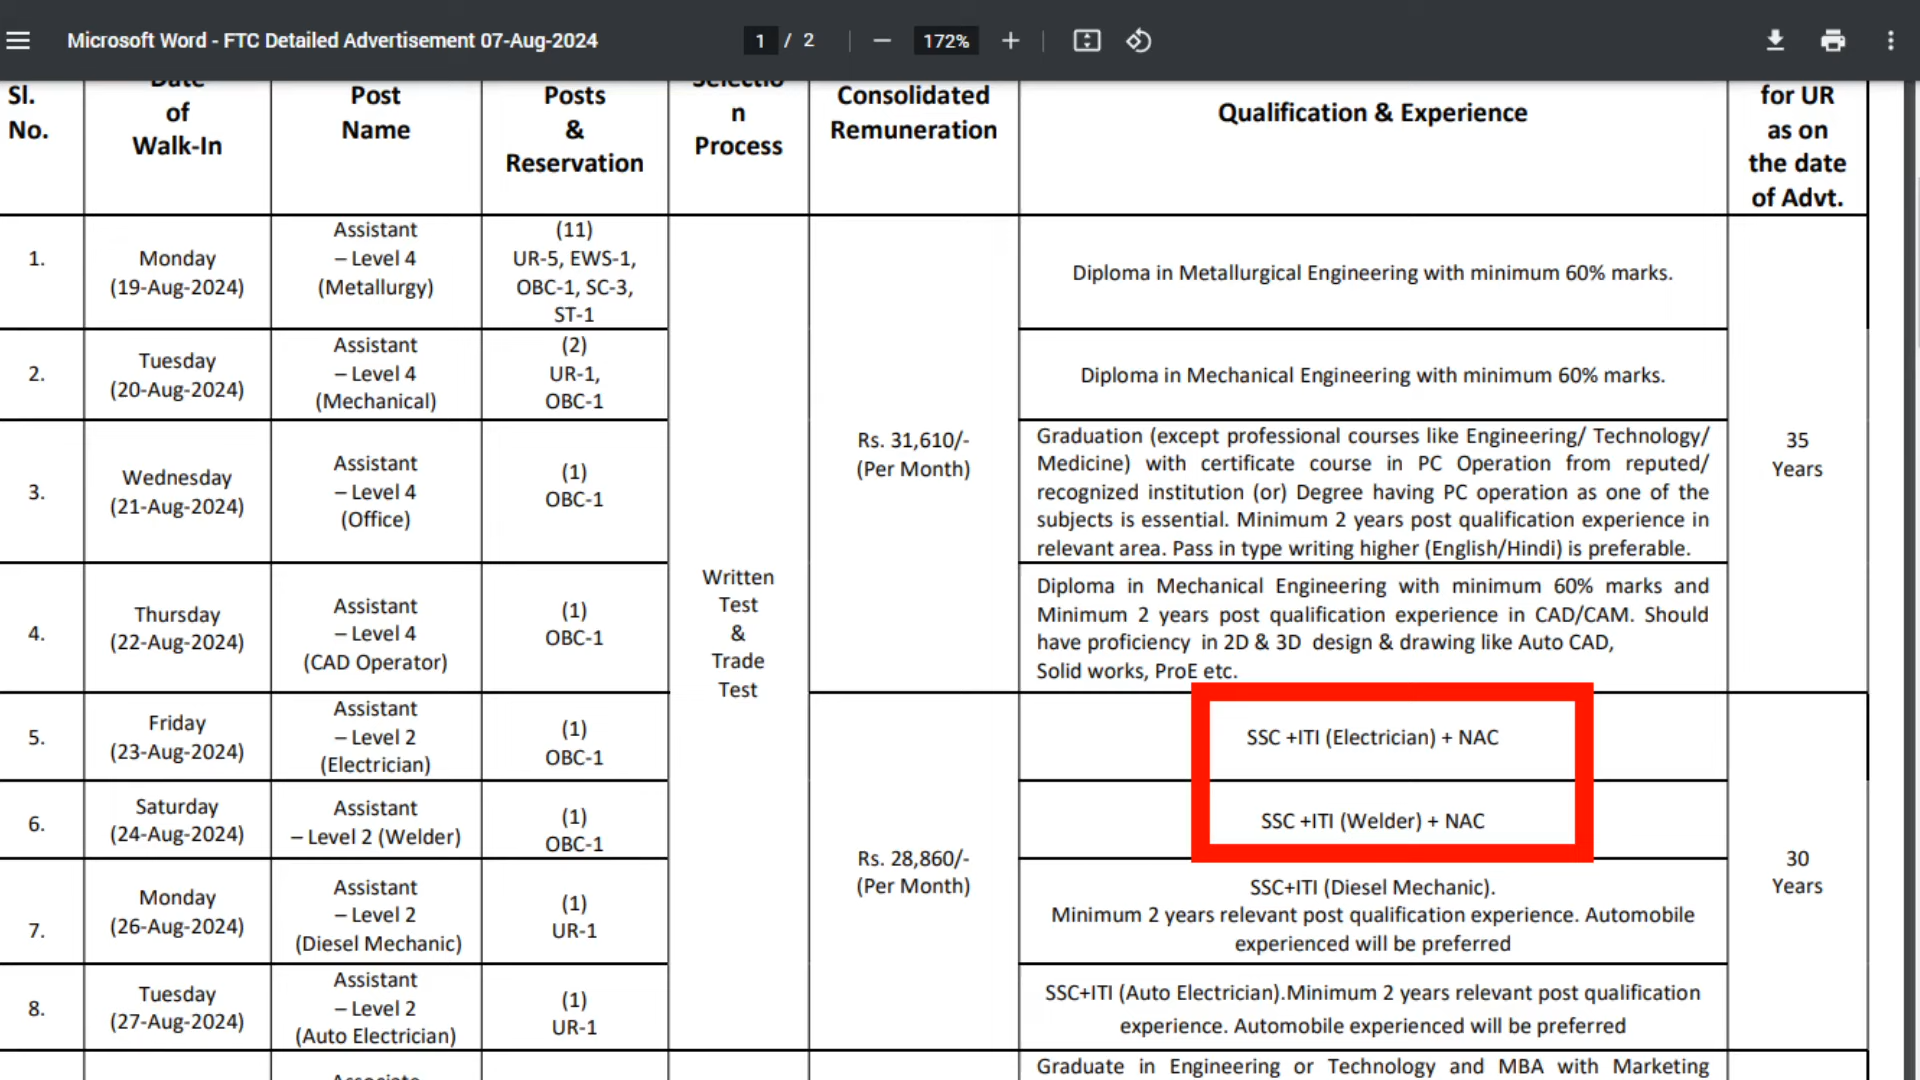 Microsoft Word - FTC Detailed Advertisement 07-Aug-2024
1 / 2
172%
Sl.
No.
Date
of
Walk-In
Post
Name
Posts
&
Reservation
Selectio
n
Process
Consolidated
Remuneration
Qualification & Experience
for UR
as on
the date
of Advt.
1.
Monday
(19-Aug-2024)
Assistant
– Level 4
(Metallurgy)
(11)
UR-5, EWS-1,
OBC-1, SC-3,
ST-1
Written
Test
&
Trade
Test
Rs. 31,610/-
(Per Month)
Diploma in Metallurgical Engineering with minimum 60% marks.
35
Years
2.
Tuesday
(20-Aug-2024)
Assistant
– Level 4
(Mechanical)
(2)
UR-1,
OBC-1
Diploma in Mechanical Engineering with minimum 60% marks.
3.
Wednesday
(21-Aug-2024)
Assistant
– Level 4
(Office)
(1)
OBC-1
Graduation (except professional courses like Engineering/ Technology/
Medicine) with certificate course in PC Operation from reputed/
recognized institution (or) Degree having PC operation as one of the
subjects is essential. Minimum 2 years post qualification experience in
relevant area. Pass in type writing higher (English/Hindi) is preferable.
4.
Thursday
(22-Aug-2024)
Assistant
– Level 4
(CAD Operator)
(1)
OBC-1
Diploma in Mechanical Engineering with minimum 60% marks and
Minimum 2 years post qualification experience in CAD/CAM. Should
have proficiency in 2D & 3D design & drawing like Auto CAD,
Solid works, ProE etc.
5.
Friday
(23-Aug-2024)
Assistant
– Level 2
(Electrician)
(1)
OBC-1
Rs. 28,860/-
(Per Month)
SSC +ITI (Electrician) + NAC
30
Years
6.
Saturday
(24-Aug-2024)
Assistant
– Level 2 (Welder)
(1)
OBC-1
SSC +ITI (Welder) + NAC
7.
Monday
(26-Aug-2024)
Assistant
– Level 2
(Diesel Mechanic)
(1)
UR-1
SSC+ITI (Diesel Mechanic).
Minimum 2 years relevant post qualification experience. Automobile
experienced will be preferred
8.
Tuesday
(27-Aug-2024)
Assistant
– Level 2
(Auto Electrician)
(1)
UR-1
SSC+ITI (Auto Electrician).Minimum 2 years relevant post qualification
experience. Automobile experienced will be preferred
Associate
Graduate in Engineering or Technology and MBA with Marketing